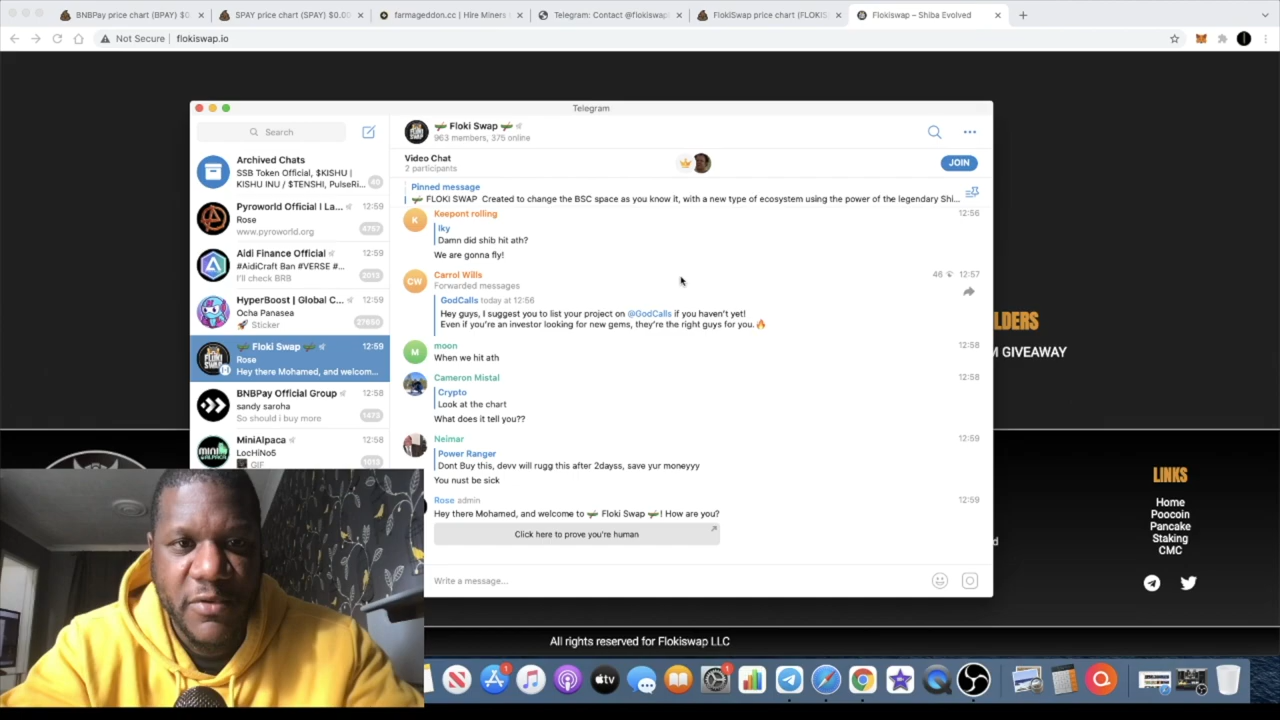 BNBPay price chart (BPAY) $0.00
SPAY price chart (SPAY) $0.00
farmageddon.cc | Hire Miners
Telegram: Contact @flokiswap
FlokiSwap price chart (FLOKIS
Flokiswap – Shiba Evolved
Not Secure
flokiswap.io
Telegram
Search
Archived Chats
SSB Token Official, $KISHU
KISHU INU / $TENSHI, PulseRi...
40
Pyroworld Official I La...
12:59
Rose
www.pyroworld.org
4757
Aldi Finance Official
12:59
#AidiCraft Ban #VERSE #...
I'll check BRB
2013
HyperBoost | Global C...
12:59
Ocha Panasea
Sticker
27650
Floki Swap
12:59
Rose
Hey there Mohamed, and welcom...
BNBPay Official Group
12:58
sandy saroha
So should i buy more
1473
MiniAlpaca
12:58
LocHiNo5
GIF
1013
Floki Swap
963 members, 375 online
Video Chat
2 participants
JOIN
Pinned message
FLOKI SWAP Created to change the BSC space as you know it, with a new type of ecosystem using the power of the legendary Shi...
Keepont rolling
12:56
Iky
Damn did shib hit ath?
We are gonna fly!
Carrol Wills
46
12:57
Forwarded messages
GodCalls today at 12:56
Hey guys, I suggest you to list your project on @GodCalls if you haven't yet!
Even if you're an investor looking for new gems, they're the right guys for you.🔥
moon
12:58
When we hit ath
Cameron Mistal
12:58
Crypto
Look at the chart
What does it tell you??
Neimar
12:59
Power Ranger
Dont Buy this, devv will rugg this after 2dayss, save yur moneyyy
You nust be sick
Rose admin
12:59
Hey there Mohamed, and welcome to Floki Swap ! How are you?
Click here to prove you're human
Write a message...
LDERS
M GIVEAWAY
LINKS
Home
Poocoin
Pancake
Staking
CMC
d
All rights reserved for Flokiswap LLC
tv
1
1